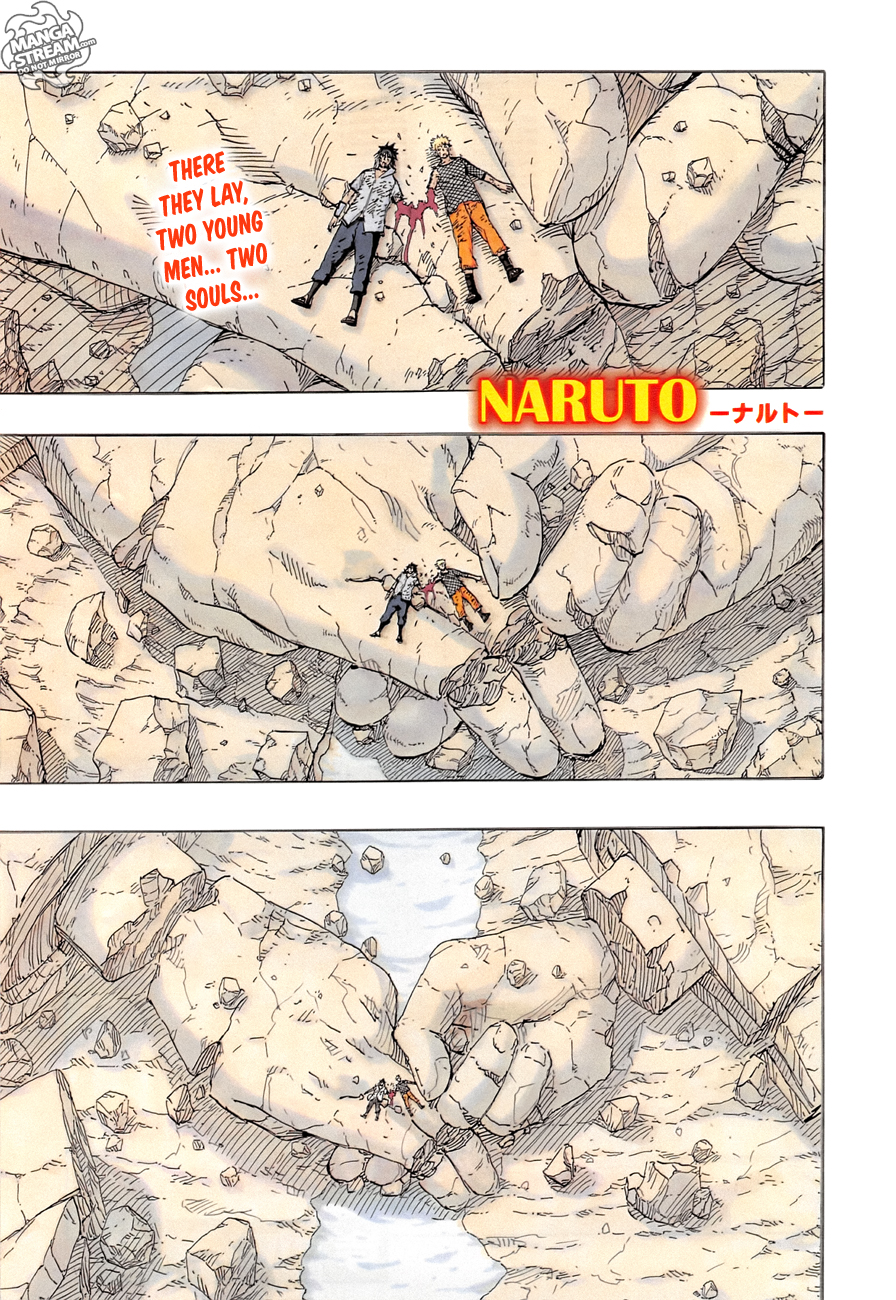 MANGA
STREAM.com
DO NOT MIRROR
THERE
THEY LAY,
TWO YOUNG
MEN... TWO
SOULS...
NARUTO
ーナルトー